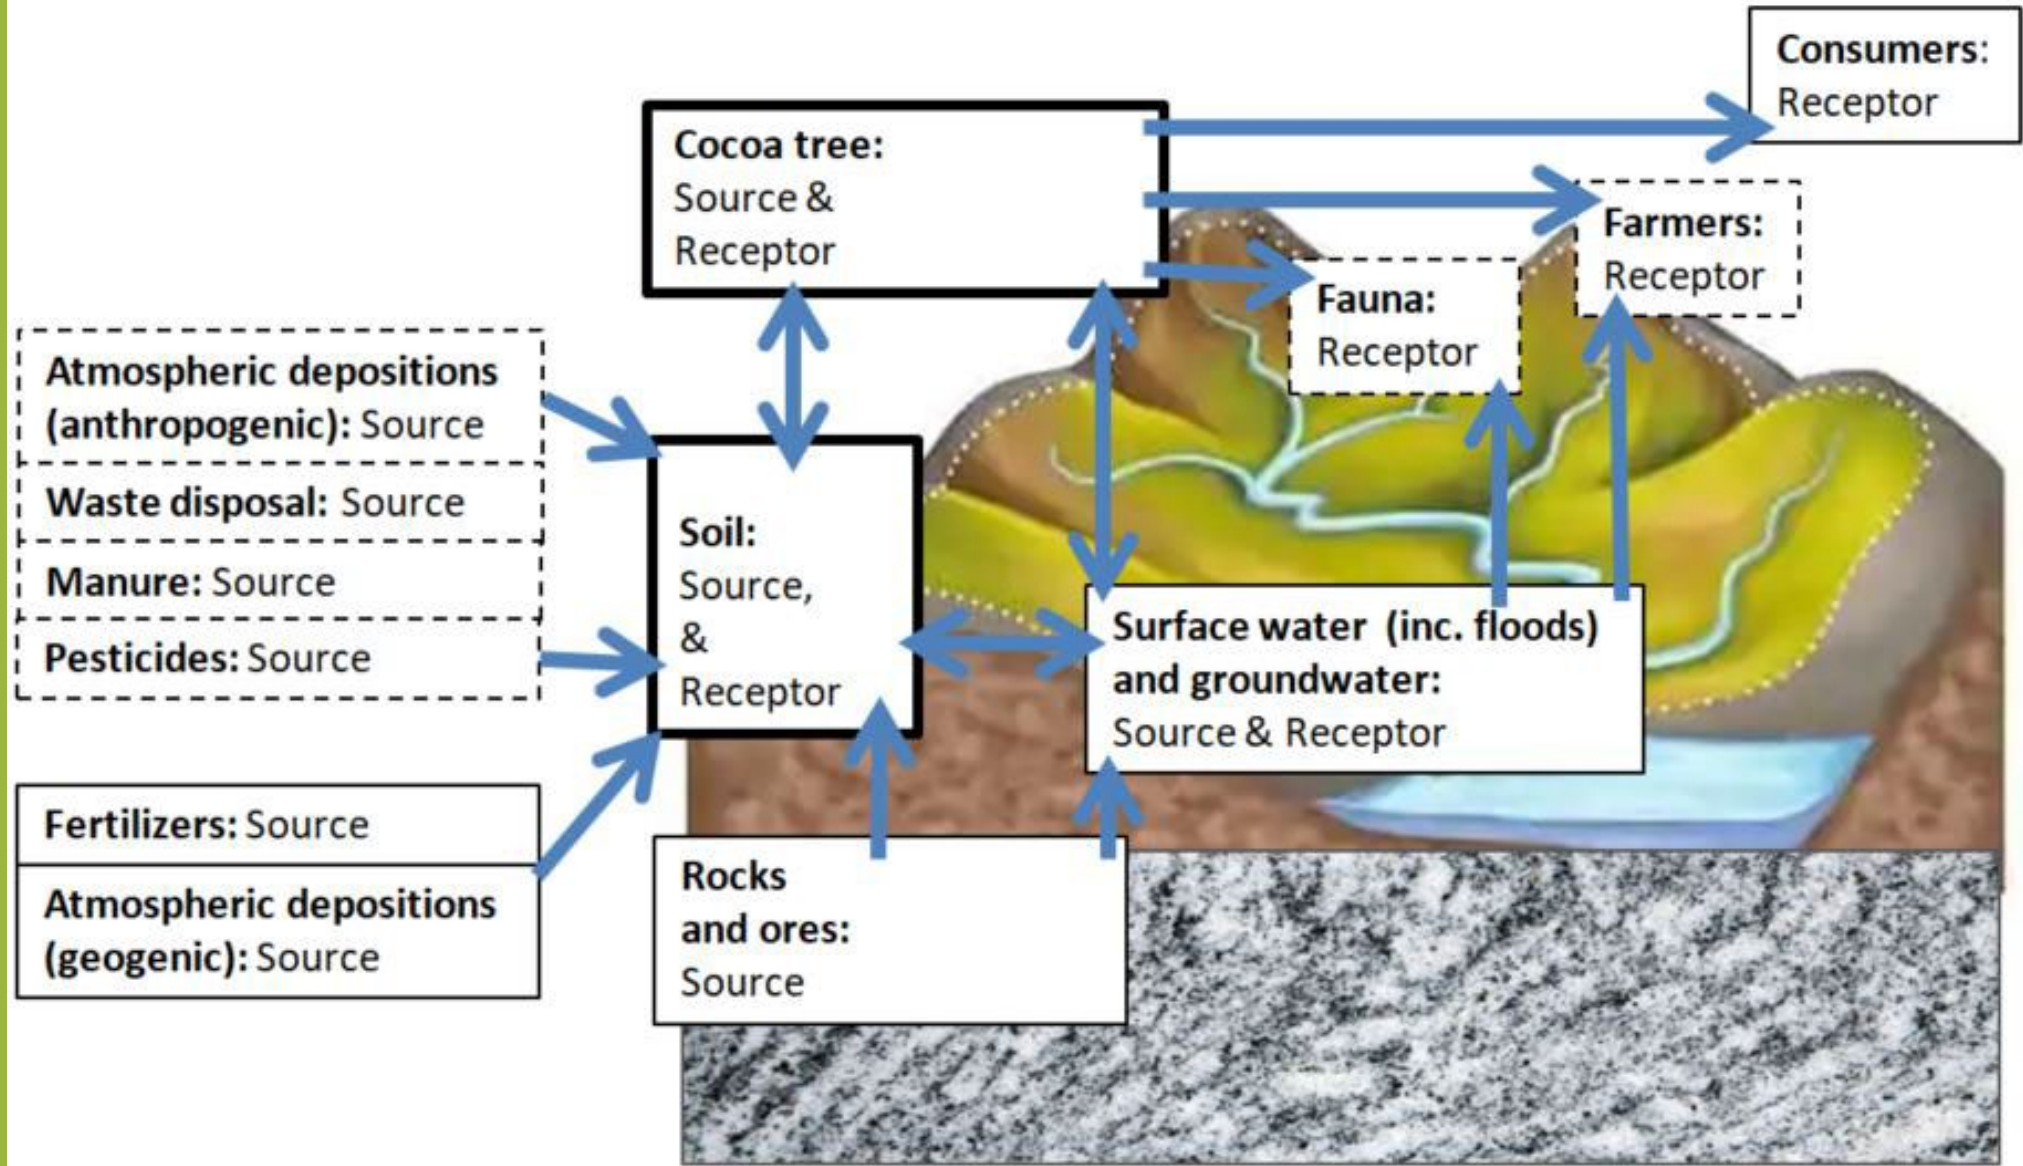 Consumers:
Receptor
Cocoa tree:
Source &
Receptor
Farmers:
Receptor
Fauna:
Receptor
Atmospheric depositions
(anthropogenic): Source
Waste disposal: Source
Manure: Source
Pesticides: Source
Soil:
Source,
&
Receptor
Surface water (inc. floods)
and groundwater:
Source & Receptor
Fertilizers: Source
Atmospheric depositions
(geogenic): Source
Rocks
and ores:
Source